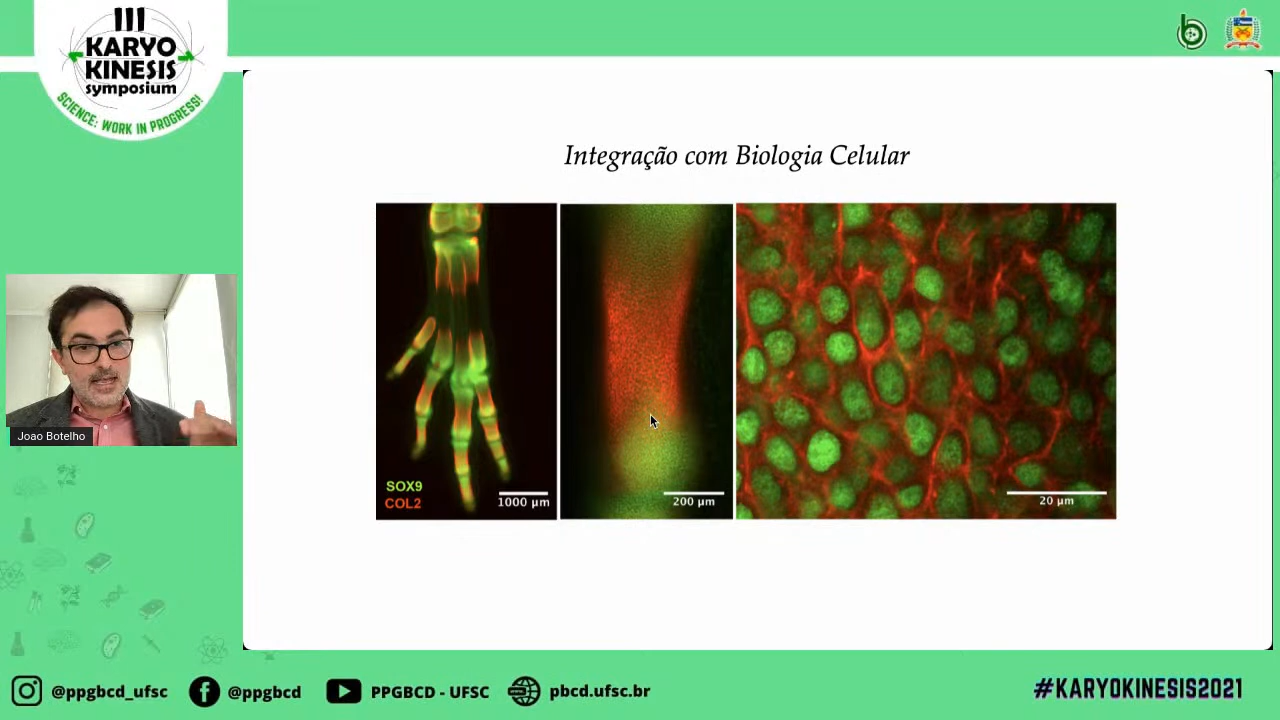 III
KARYO
KINESIS
symposium
SCIENCE: WORK IN PROGRESS!
Integração com Biologia Celular
SOX9
COL2
1000 µm
200 µm
20 µm
Joao Botelho
@ppgbcd_ufsc
@ppgbcd
PPGBCD - UFSC
pbcd.ufsc.br
#KARYOKINESIS2021